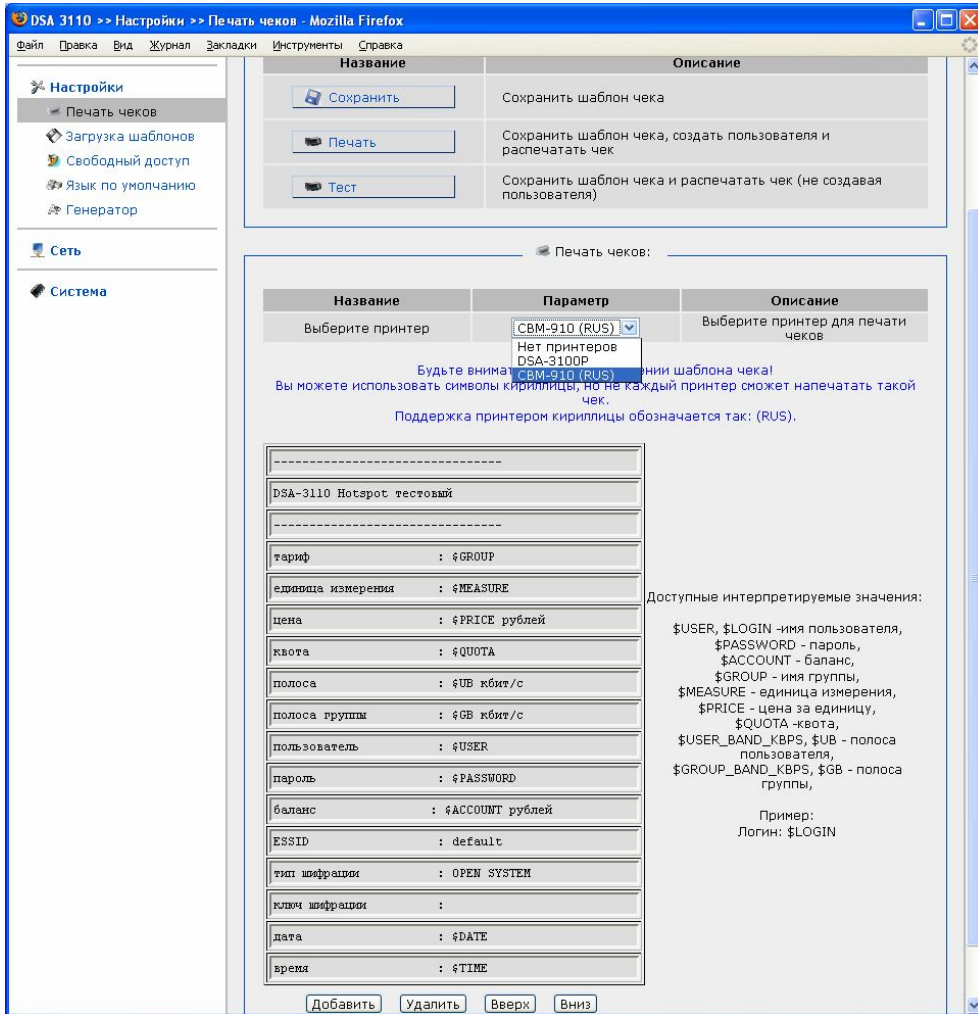 DSA 3110 >> Настройки >> Печать чеков - Mozilla Firefox
Файл Правка Вид Журнал Закладки Инструменты Справка
Настройки
Печать чеков
Загрузка шаблонов
Свободный доступ
Язык по умолчанию
Генератор
Сеть
Система
Название Описание
Сохранить Сохранить шаблон чека
Печать Сохранить шаблон чека, создать пользователя и
распечатать чек
Тест Сохранить шаблон чека и распечатать чек (не создавая
пользователя)
Печать чеков:
Название Параметр Описание
Выберите принтер CBM-910 (RUS) Выберите принтер для печати
чеков
Нет принтеров
DSA-3100P
CBM-910 (RUS)
Будьте внимат нии шаблона чека!
Вы можете использовать символы кириллицы, но не каждый принтер сможет напечатать такой
чек.
Поддержка принтером кириллицы обозначается так: (RUS).
--------------------------------
DSA-3110 Hotspot тестовый
--------------------------------
тариф : $GROUP
единица измерения : $MEASURE
цена : $PRICE рублей
квота : $QUOTA
полоса : $UB кбит/с
полоса группы : $GB кбит/с
пользователь : $USER
пароль : $PASSWORD
баланс : $ACCOUNT рублей
ESSID : default
тип шифрации : OPEN SYSTEM
ключ шифрации :
дата : $DATE
время : $TIME
Доступные интерпретируемые значения:
$USER, $LOGIN -имя пользователя,
$PASSWORD - пароль,
$ACCOUNT - баланс,
$GROUP - имя группы,
$MEASURE - единица измерения,
$PRICE - цена за единицу,
$QUOTA -квота,
$USER_BAND_KBPS, $UB - полоса
пользователя,
$GROUP_BAND_KBPS, $GB - полоса
группы,
Пример:
Логин: $LOGIN
Добавить Удалить Вверх Вниз